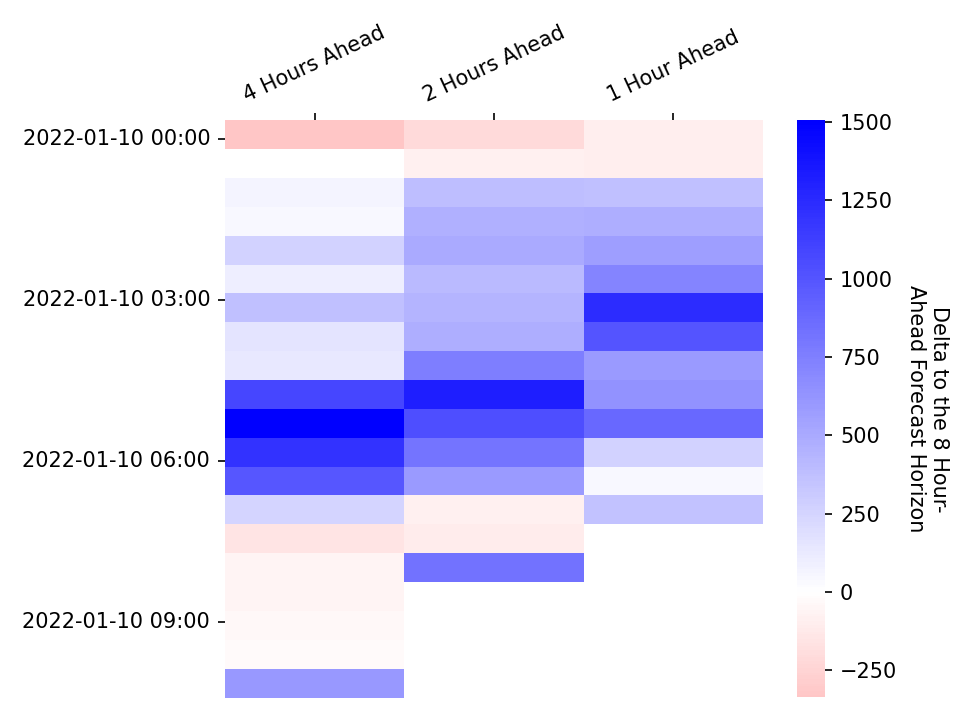 4 Hours Ahead
2 Hours Ahead
1 Hour Ahead
2022-01-10 00:00
2022-01-10 03:00
2022-01-10 06:00
2022-01-10 09:00
1500
1250
1000
750
500
250
0
−250
Delta to the 8 Hour-
Ahead Forecast Horizon